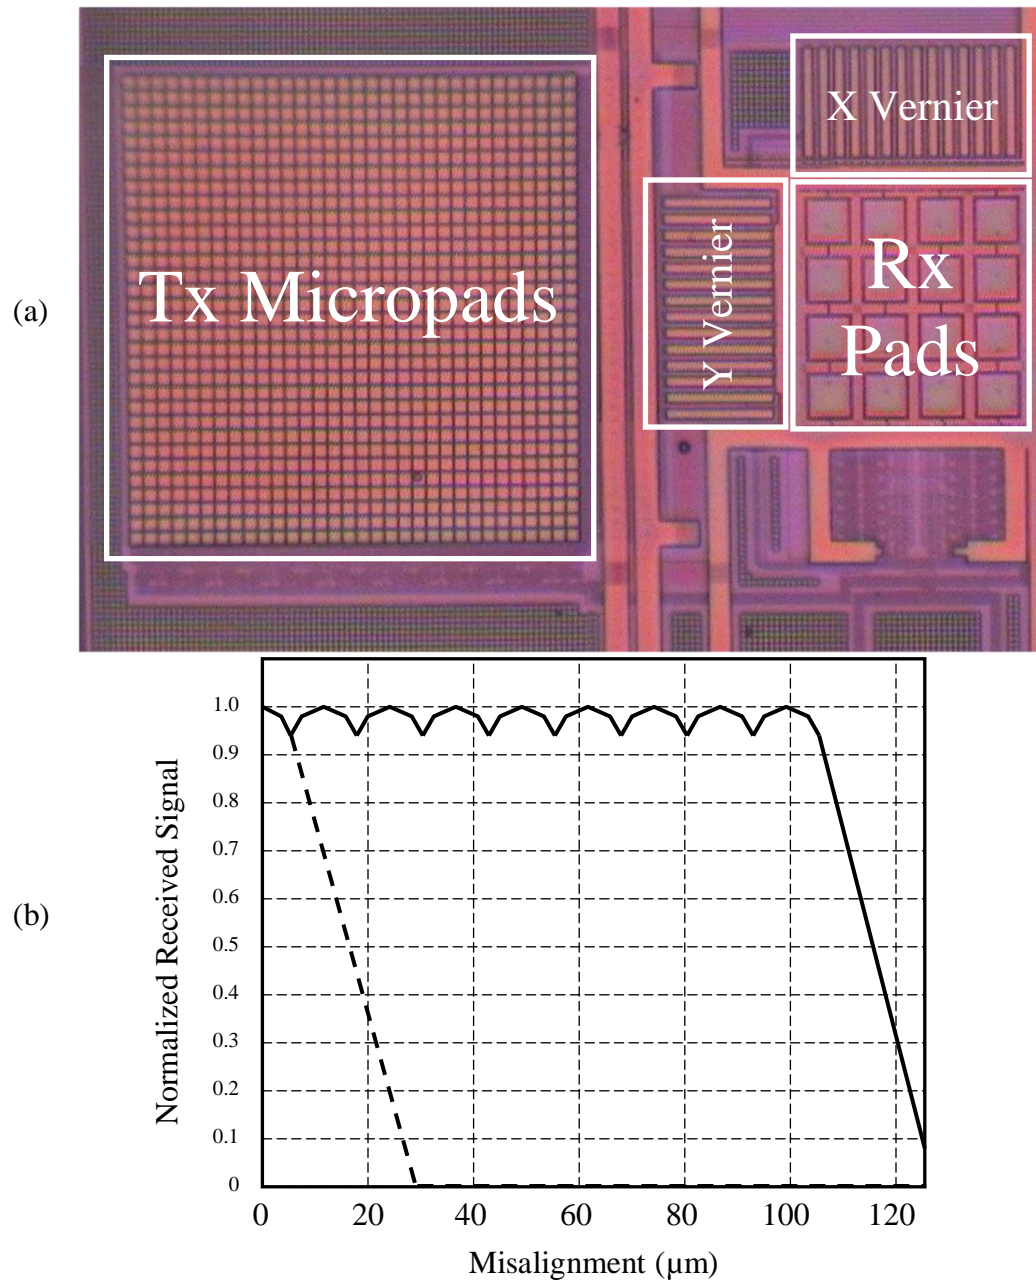 (a)
Tx Micropads
X Vernier
Y Vernier
Rx
Pads
(b)
Normalized Received Signal
1.0
0.9
0.8
0.7
0.6
0.5
0.4
0.3
0.2
0.1
0
0 20 40 60 80 100 120
Misalignment (µm)